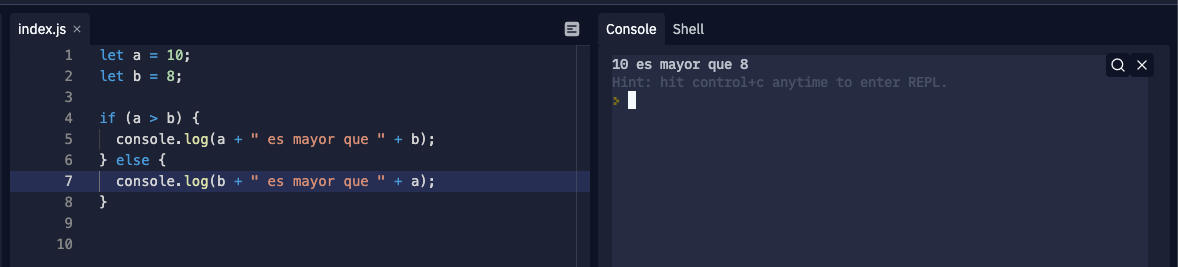 index.js ×
1 let a = 10;
2 let b = 8;
3
4 if (a > b) {
5   console.log(a + " es mayor que " + b);
6 } else {
7   console.log(b + " es mayor que " + a);
8 }
9
10
Console Shell
10 es mayor que 8
Hint: hit control+c anytime to enter REPL.